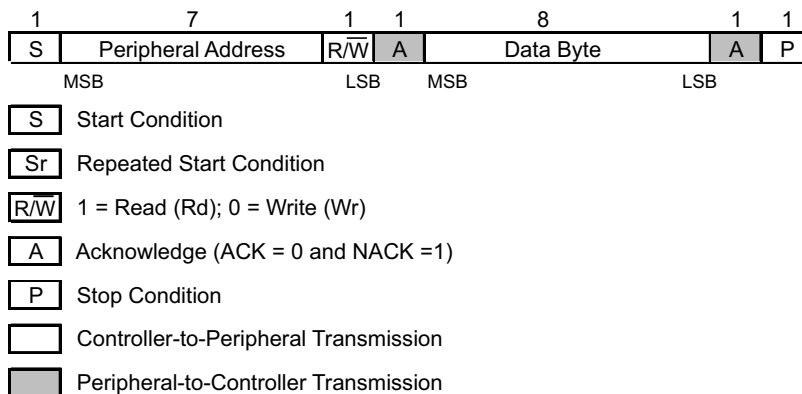 1 7 1 1 8 1 1
S Peripheral Address R/W̅ A Data Byte A P
MSB LSB MSB LSB
S Start Condition
Sr Repeated Start Condition
R/W̅ 1 = Read (Rd); 0 = Write (Wr)
A Acknowledge (ACK = 0 and NACK =1)
P Stop Condition
Controller-to-Peripheral Transmission
Peripheral-to-Controller Transmission